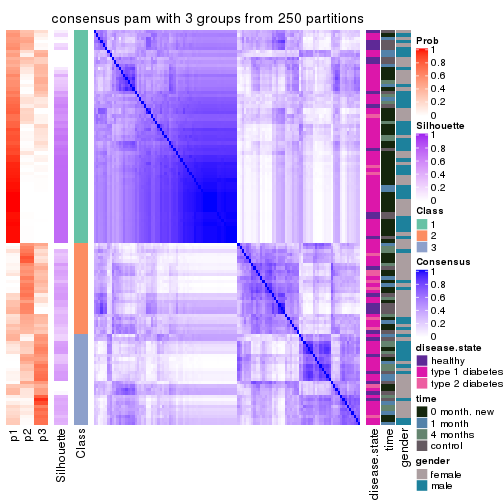 consensus pam with 3 groups from 250 partitions
Prob
1
0.8
0.6
0.4
0.2
0
Silhouette
1
0.8
0.6
0.4
0.2
0
Class
1
2
3
Consensus
1
0.8
0.6
0.4
0.2
0
disease.state
healthy
type 1 diabetes
type 2 diabetes
time
0 month, new
1 month
4 months
control
gender
female
male
p1
p2
p3
Silhouette
Class
disease.state
time
gender